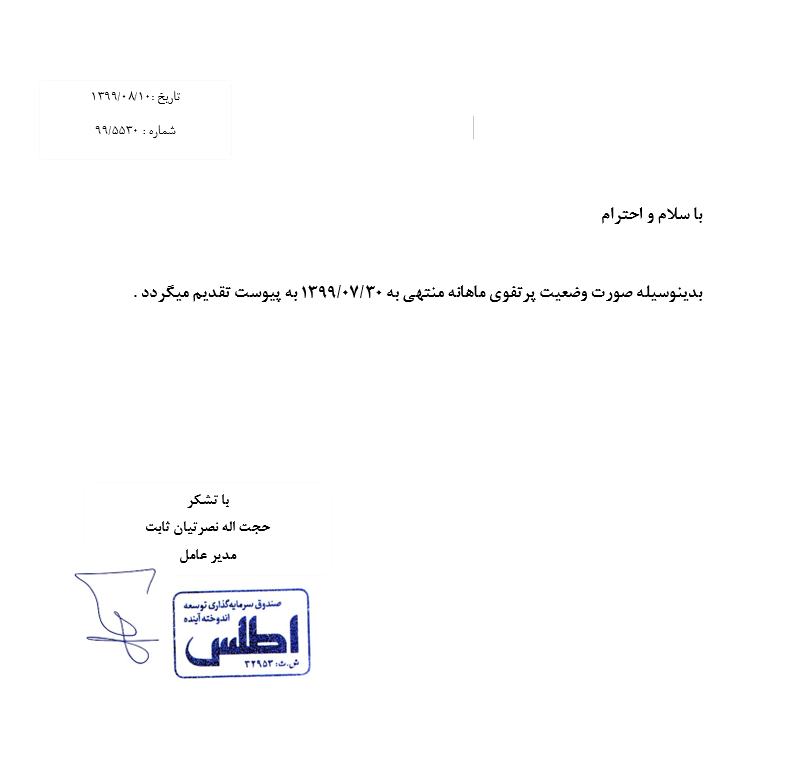 تاریخ :۱۳۹۹/۰۸/۱۰
شماره : ۹۹/۵۵۳۰
با سلام و احترام
بدینوسیله صورت وضعیت پرتفوی ماهانه منتهی به ۱۳۹۹/۰۷/۳۰ به پیوست تقدیم میگردد .
با تشکر
حجت اله نصرتیان ثابت
مدیر عامل
صندوق سرمایه‌گذاری توسعه
اندوخته آینده
اطلس
ش.ث: ۳۲۹۵۳